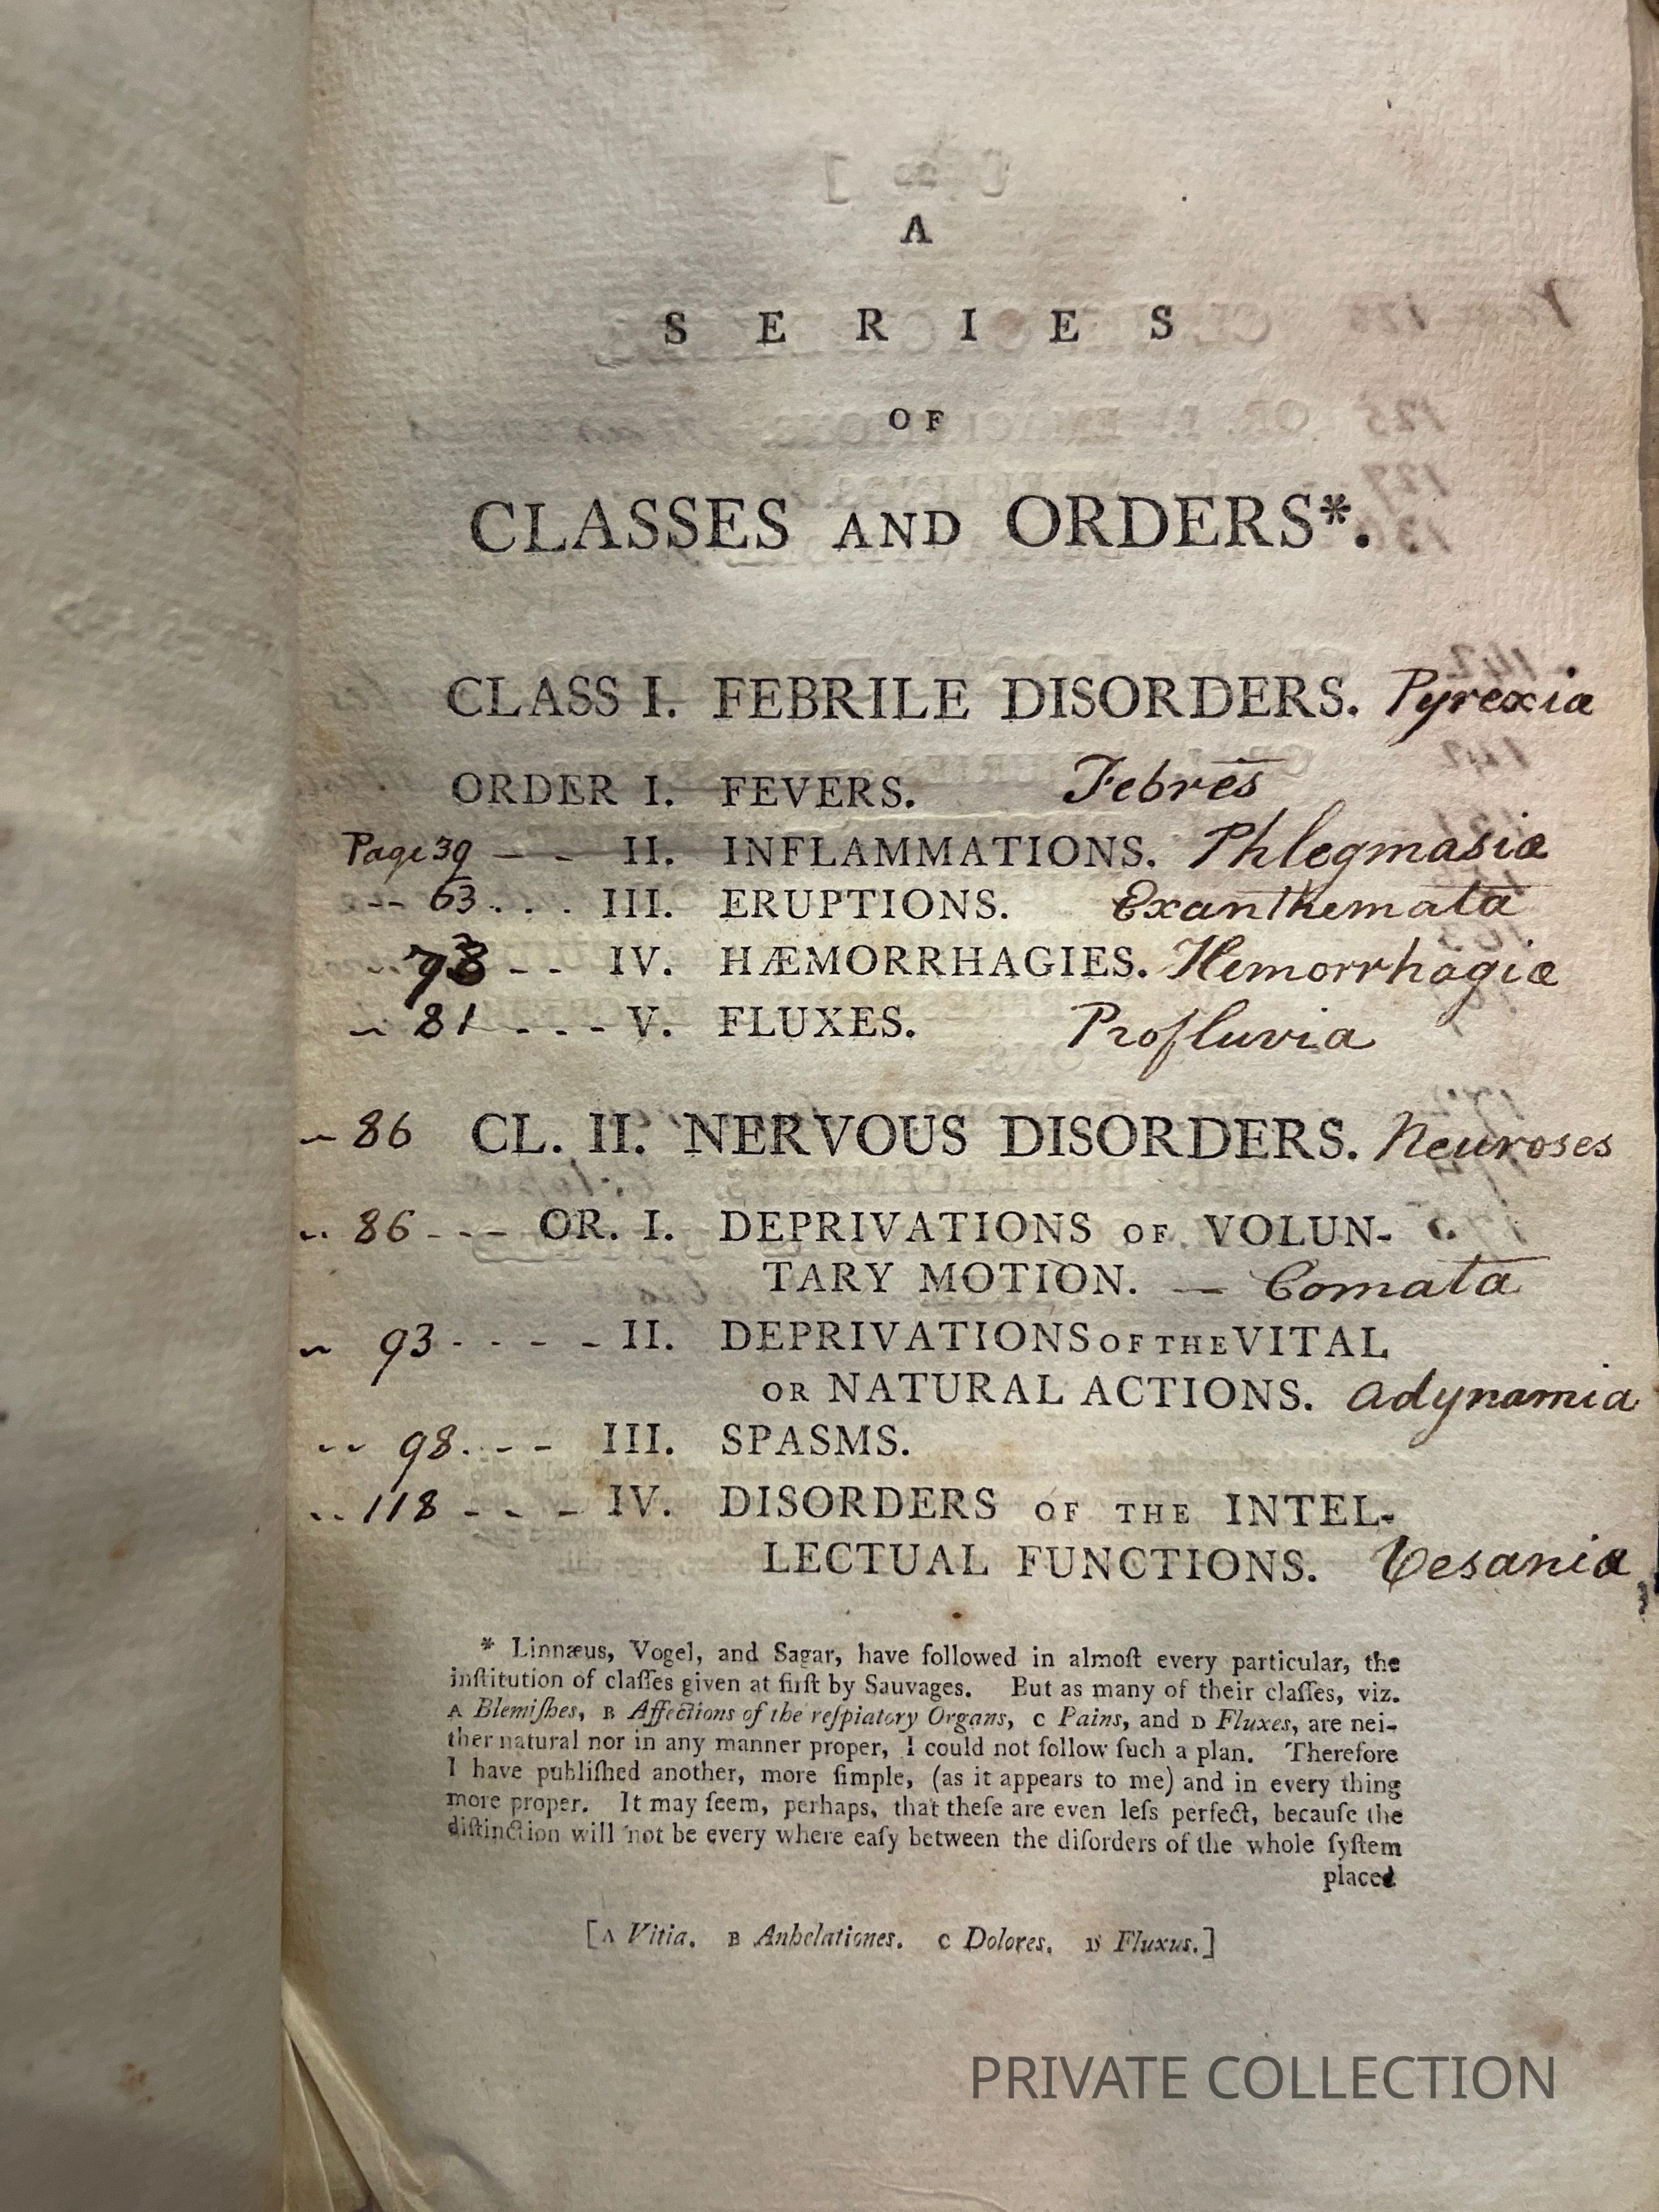 A
SERIES
OF
CLASSES AND ORDERS*.
CLASS I. FEBRILE DISORDERS. Pyrexiæ
ORDER I. FEVERS. Febrēs
Page 39 — - II. INFLAMMATIONS. Phlegmasiæ
-- 63 . . . III. ERUPTIONS. Exanthemata
-- 73 - - IV. HÆMORRHAGIES. Hemorrhagiæ
-- 81 - - - V. FLUXES. Profluvia
-- 86 CL. II. NERVOUS DISORDERS. Neuroses
-- 86 - - - OR. I. DEPRIVATIONS OF VOLUN-
TARY MOTION. — Comata
-- 93 - - - - II. DEPRIVATIONS OF THE VITAL
OR NATURAL ACTIONS. Adynamiæ
-- 98. - - III. SPASMS.
-- 118 - - - IV. DISORDERS OF THE INTEL-
LECTUAL FUNCTIONS. Vesaniæ
* Linnæus, Vogel, and Sagar, have followed in almoſt every particular, the
inſtitution of claſſes given at firſt by Sauvages. But as many of their claſſes, viz.
A Blemiſhes, B Affections of the reſpiatory Organs, C Pains, and D Fluxes, are nei-
ther natural nor in any manner proper, I could not follow ſuch a plan. Therefore
I have publiſhed another, more ſimple, (as it appears to me) and in every thing
more proper. It may ſeem, perhaps, that theſe are even leſs perfect, becauſe the
diſtinction will not be every where eaſy between the diſorders of the whole ſyſtem
placed
[A Vitia. B Anhelationes. C Dolores. D Fluxus.]
PRIVATE COLLECTION